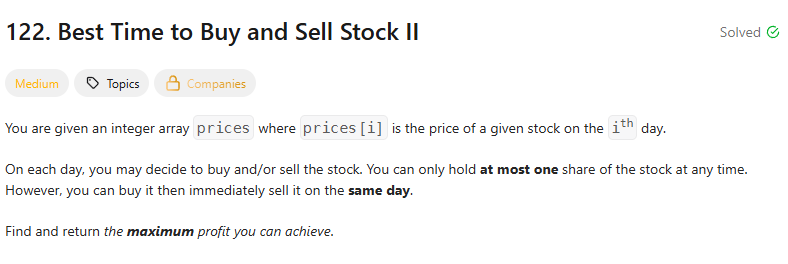 122. Best Time to Buy and Sell Stock II
Solved
Medium
Topics
Companies
You are given an integer array prices where prices[i] is the price of a given stock on the ith day.
On each day, you may decide to buy and/or sell the stock. You can only hold at most one share of the stock at any time.
However, you can buy it then immediately sell it on the same day.
Find and return the maximum profit you can achieve.